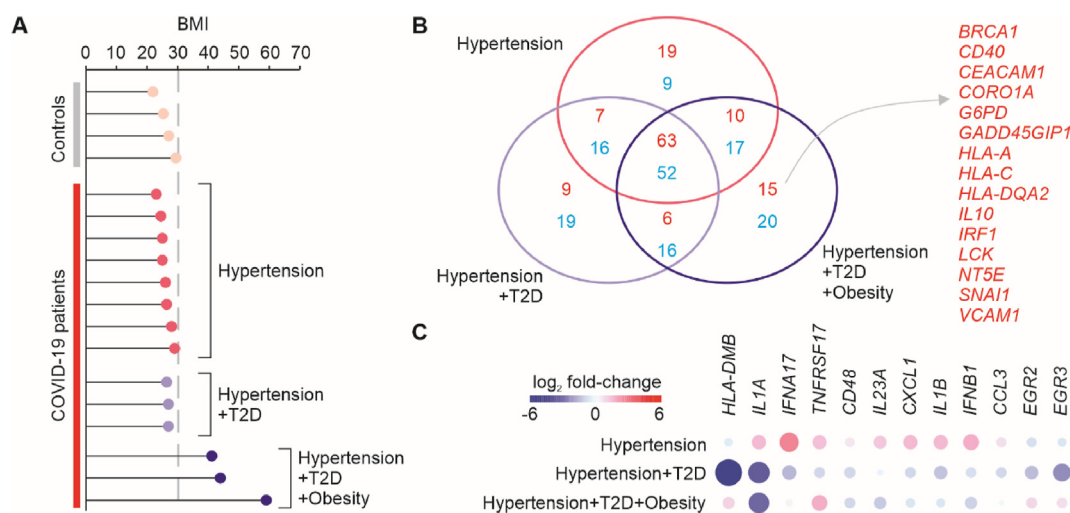 A
BMI
0 10 20 30 40 50 60 70
Controls
COVID-19 patients
Hypertension
Hypertension
+T2D
Hypertension
+T2D
+Obesity
B
Hypertension
19
9
7
16
10
17
63
52
9
19
6
16
15
20
Hypertension
+T2D
Hypertension
+T2D
+Obesity
BRCA1
CD40
CEACAM1
CORO1A
G6PD
GADD45GIP1
HLA-A
HLA-C
HLA-DQA2
IL10
IRF1
LCK
NT5E
SNAI1
VCAM1
C
log₂ fold-change
-6 0 6
HLA-DMB
IL1A
IFNA17
TNFRSF17
CD48
IL23A
CXCL1
IL1B
IFNB1
CCL3
EGR2
EGR3
Hypertension
Hypertension+T2D
Hypertension+T2D+Obesity